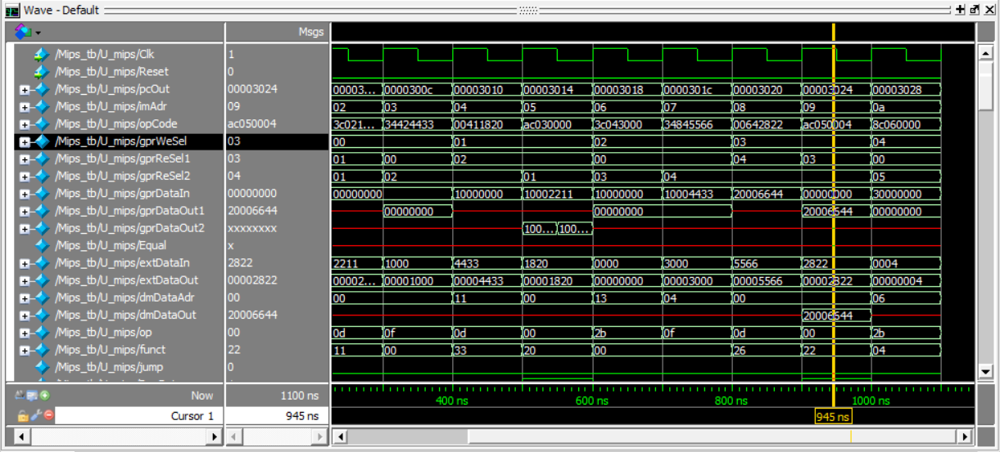 Wave - Default
Msgs
/Mips_tb/U_mips/Clk 1
/Mips_tb/U_mips/Reset 0
/Mips_tb/U_mips/pcOut 00003024 00003... 0000300c 00003010 00003014 00003018 0000301c 00003020 00003024 00003028
/Mips_tb/U_mips/imAdr 09 02 03 04 05 06 07 08 09 0a
/Mips_tb/U_mips/opCode ac050004 3c021... 34424433 00411820 ac030000 3c043000 34845566 00642822 ac050004 8c060000
/Mips_tb/U_mips/gprWeSel 03 00 01 02 03 04
/Mips_tb/U_mips/gprReSel1 03 01 00 02 00 04 03 00
/Mips_tb/U_mips/gprReSel2 04 01 02 01 03 04 05
/Mips_tb/U_mips/gprDataIn 00000000 00000000 10000000 10002211 10000000 10004433 20006644 00000000 30000000
/Mips_tb/U_mips/gprDataOut1 20006644 00000000 00000000 20006644 00000000
/Mips_tb/U_mips/gprDataOut2 xxxxxxxx 100... 100...
/Mips_tb/U_mips/Equal x
/Mips_tb/U_mips/extDataIn 2822 2211 1000 4433 1820 0000 3000 5566 2822 0004
/Mips_tb/U_mips/extDataOut 00002822 00002... 00001000 00004433 00001820 00000000 00003000 00005566 00002822 00000004
/Mips_tb/U_mips/dmDataAdr 00 00 11 00 13 04 00 06
/Mips_tb/U_mips/dmDataOut 20006644 20006644
/Mips_tb/U_mips/op 00 0d 0f 0d 00 2b 0f 0d 00 2b
/Mips_tb/U_mips/funct 22 11 00 33 20 00 26 22 04
/Mips_tb/U_mips/jump 0
Now 1100 ns 400 ns 600 ns 800 ns 1000 ns
Cursor 1 945 ns 945 ns